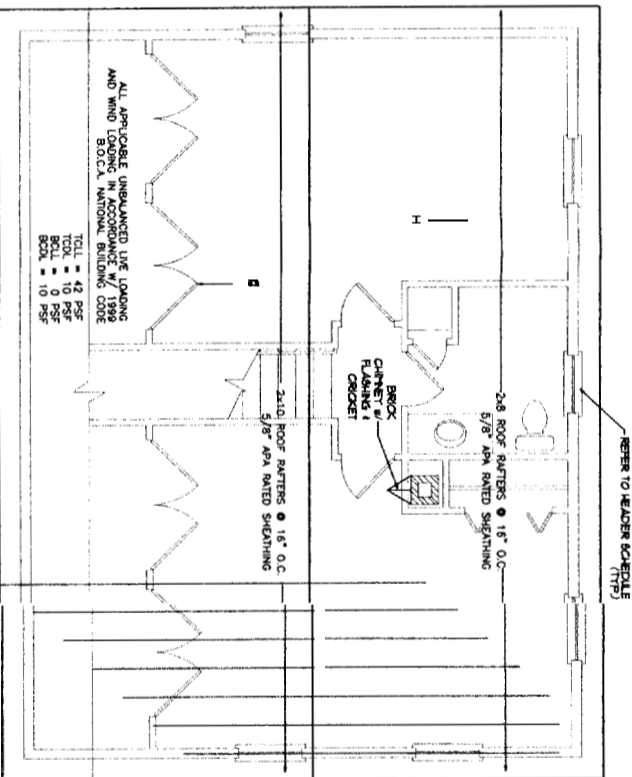 REFER TO HEADER SCHEDULE
(TYP.)
2x8 ROOF RAFTERS @ 16" O.C.
5/8" APA RATED SHEATHING
H
BRICK
CHIMNEY W/
FLASHING &
CRICKET
2x10 ROOF RAFTERS @ 16" O.C.
5/8" APA RATED SHEATHING
ALL APPLICABLE UNBALANCED LIVE LOADING
AND WIND LOADING IN ACCORDANCE W/ 1999
B.O.C.A. NATIONAL BUILDING CODE
TCLL = 42 PSF
TCDL = 10 PSF
BCLL = 0 PSF
BCDL = 10 PSF